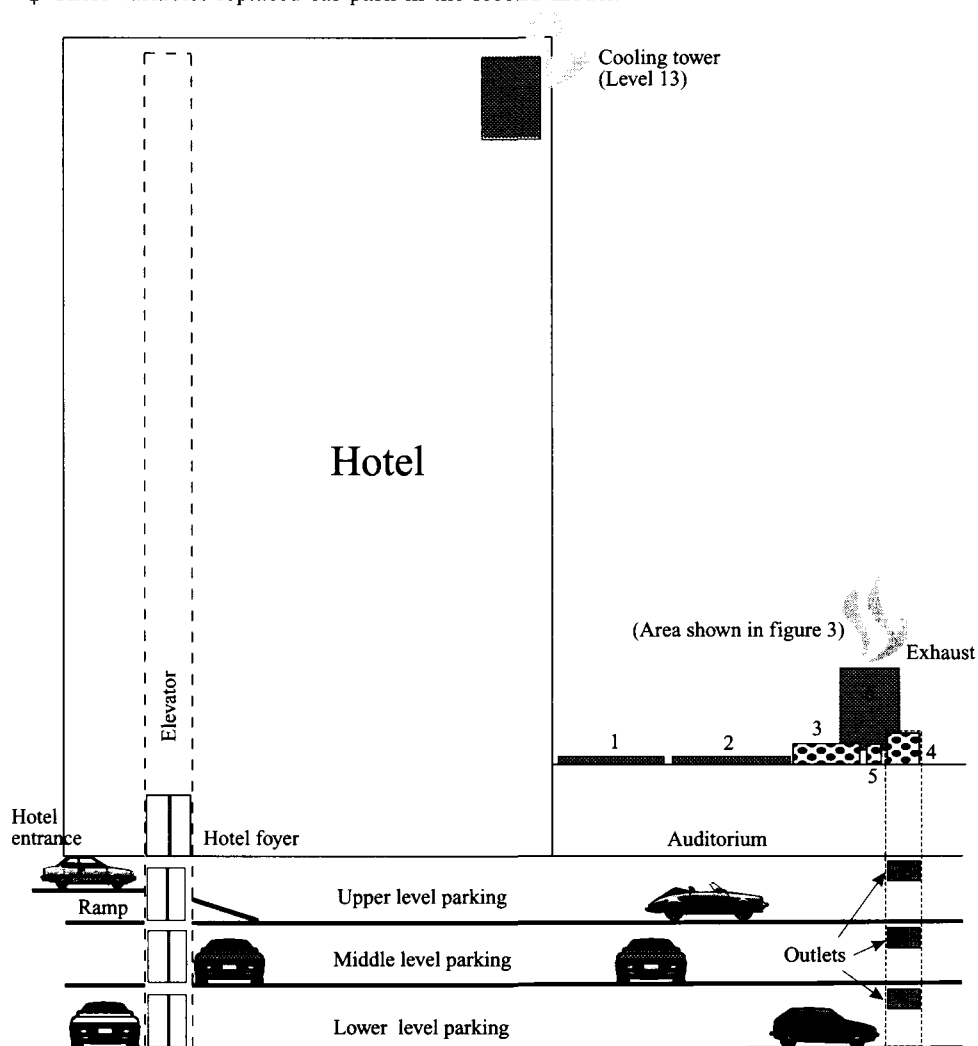 Cooling tower
(Level 13)
Hotel
(Area shown in figure 3)
Exhaust
Elevator
1
2
3
4
5
Hotel
entrance
Hotel foyer
Auditorium
Ramp
Upper level parking
Middle level parking
Outlets
Lower level parking